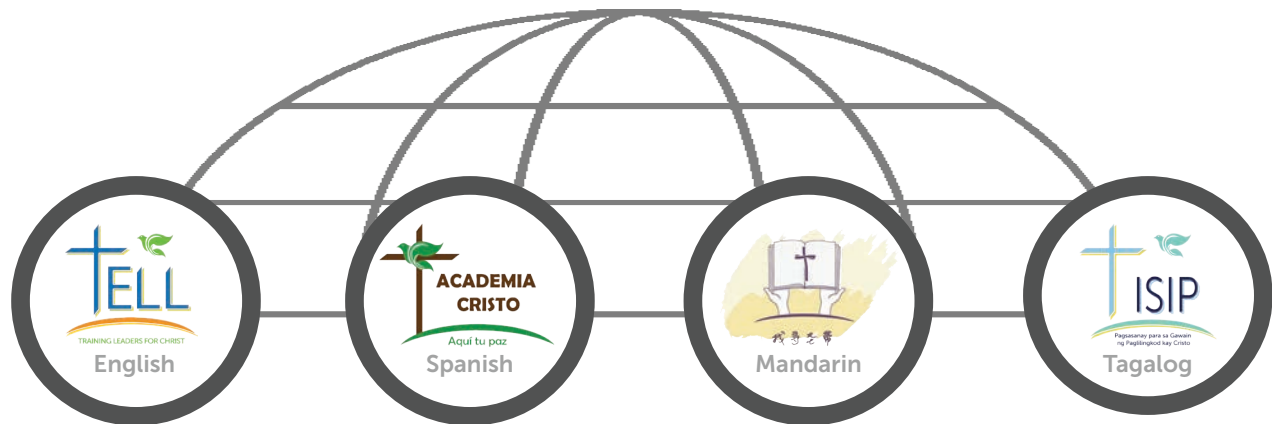 TELL
TRAINING LEADERS FOR CHRIST
English
ACADEMIA
CRISTO
Aquí tu paz
Spanish
Mandarin
ISIP
Pagsasanay para sa Gawain
ng Paglilingkod kay Cristo
Tagalog